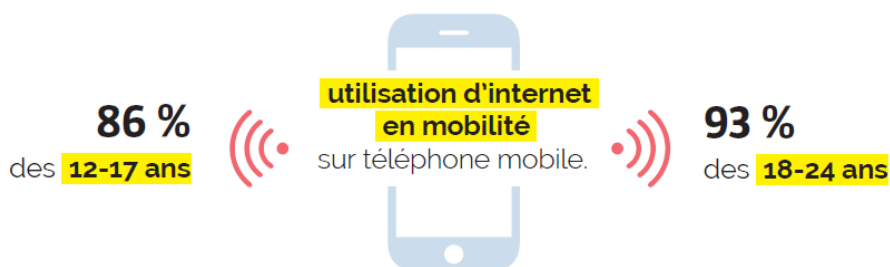 86 %
des 12-17 ans
utilisation d'internet
en mobilité
sur téléphone mobile.
93 %
des 18-24 ans